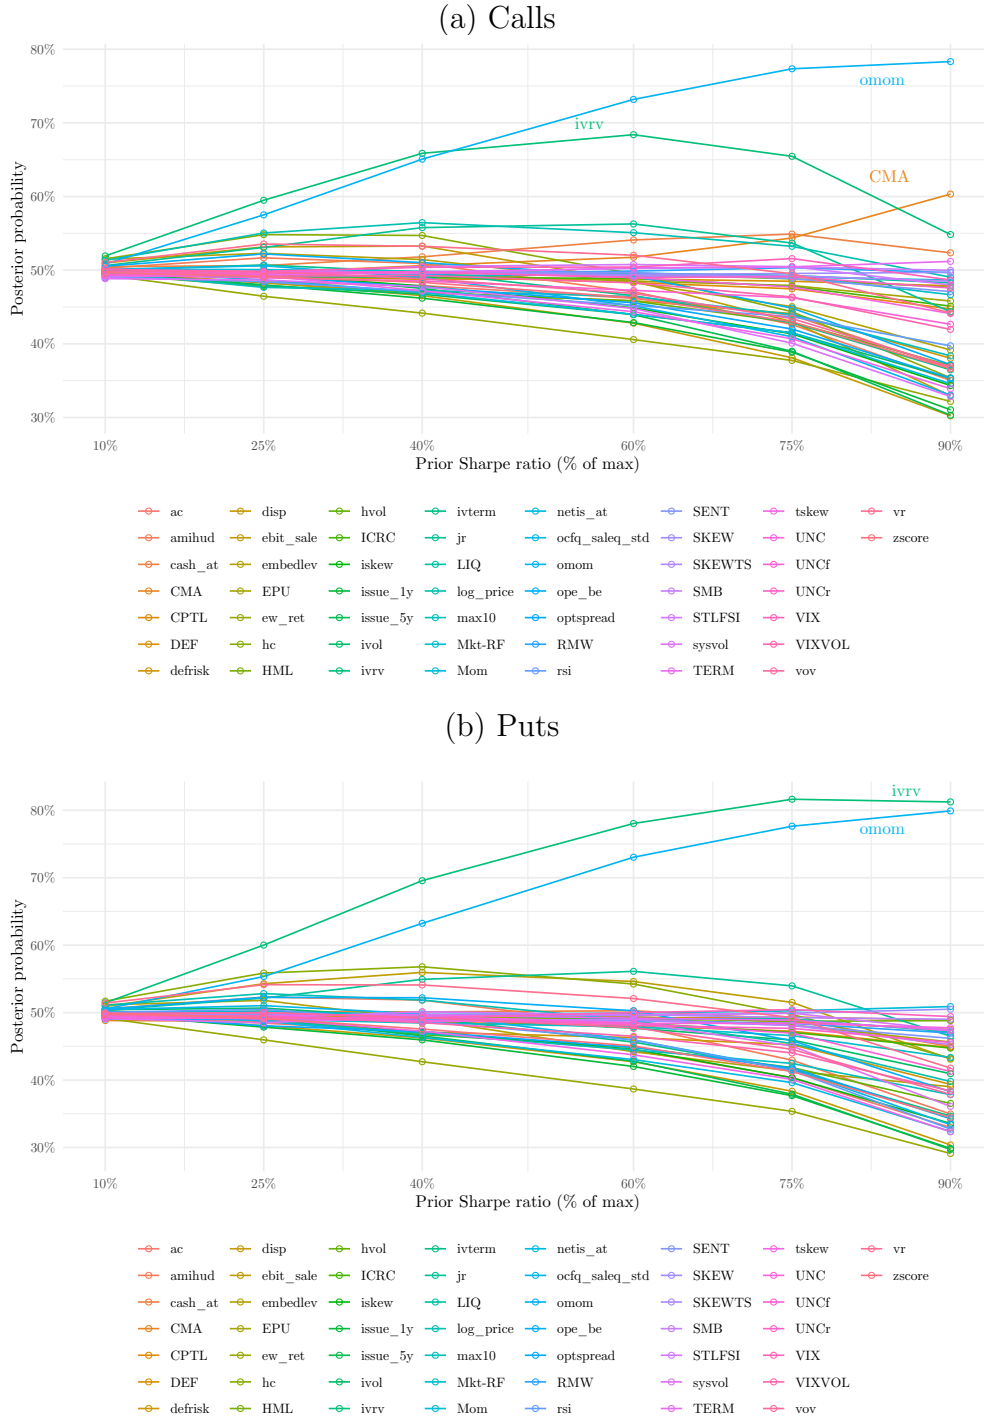 (a) Calls
80%
omom
70%
ivrv
CMA
60%
Posterior probability
50%
40%
30%
10% 25% 40% 60% 75% 90%
Prior Sharpe ratio (% of max)
ac disp hvol ivterm netis_at SENT tskew vr
amihud ebit_sale ICRC jr ocfq_saleq_std SKEW UNC zscore
cash_at embedlev iskew LIQ omom SKEWTS UNCf
CMA EPU issue_1y log_price ope_be SMB UNCr
CPTL ew_ret issue_5y max10 optspread STLFSI VIX
DEF hc ivol Mkt-RF RMW sysvol VIXVOL
defrisk HML ivrv Mom rsi TERM vov
(b) Puts
ivrv
80%
omom
70%
60%
Posterior probability
50%
40%
30%
10% 25% 40% 60% 75% 90%
Prior Sharpe ratio (% of max)
ac disp hvol ivterm netis_at SENT tskew vr
amihud ebit_sale ICRC jr ocfq_saleq_std SKEW UNC zscore
cash_at embedlev iskew LIQ omom SKEWTS UNCf
CMA EPU issue_1y log_price ope_be SMB UNCr
CPTL ew_ret issue_5y max10 optspread STLFSI VIX
DEF hc ivol Mkt-RF RMW sysvol VIXVOL
defrisk HML ivrv Mom rsi TERM vov